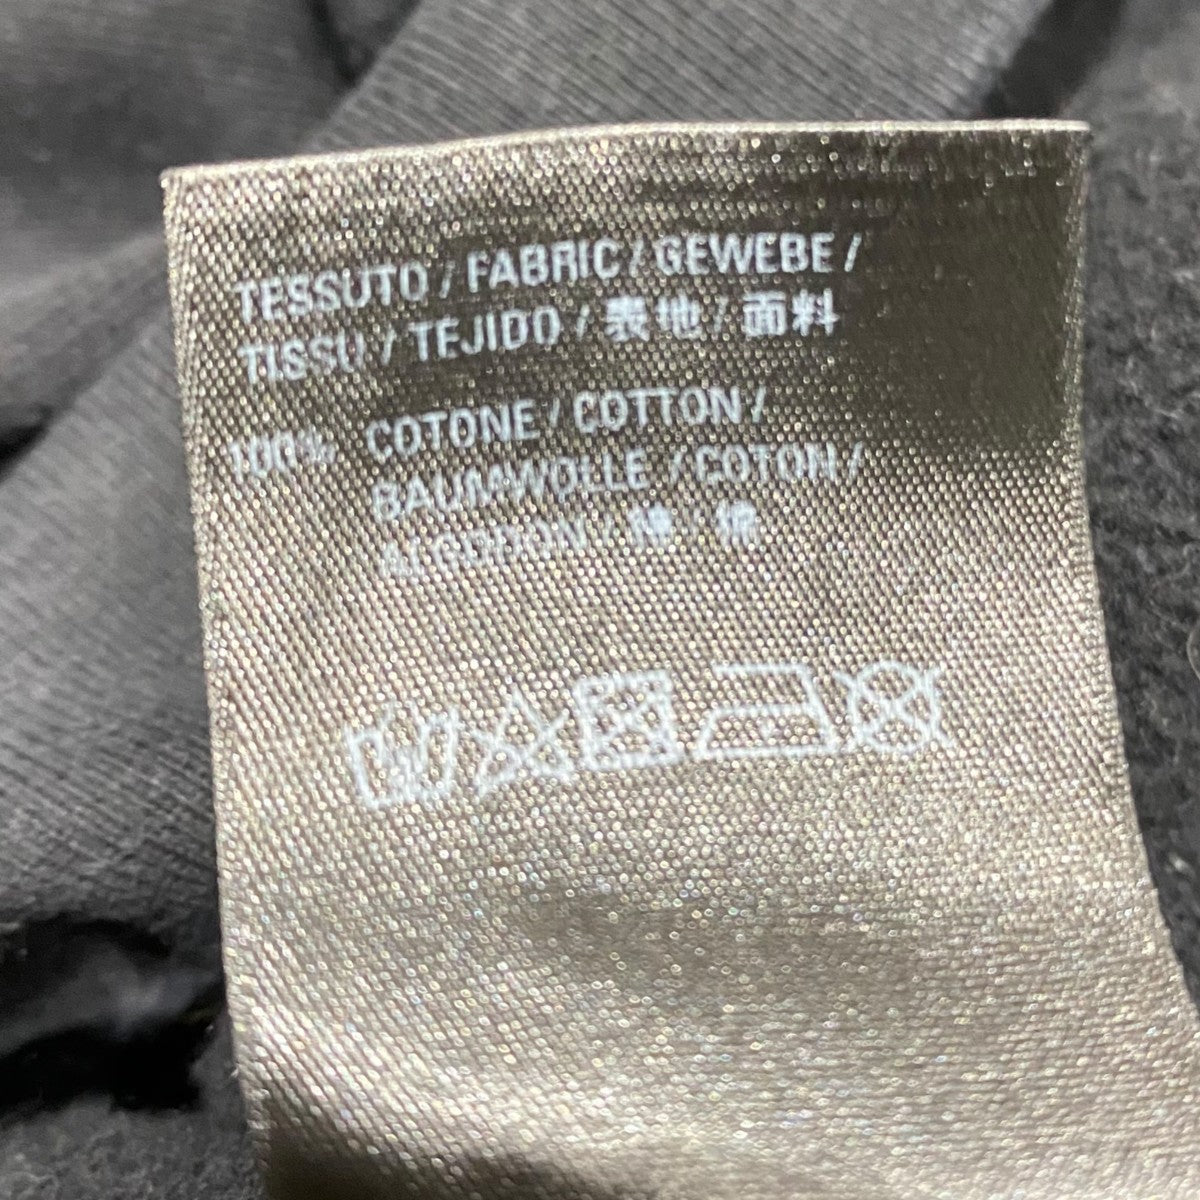 TESSUTO / FABRIC / GEWEBE /
TISSU / TEJIDO / 表地 / 面料
100% COTONE / COTTON /
BAUMWOLLE / COTON /
ALGODON / 綿 / 棉